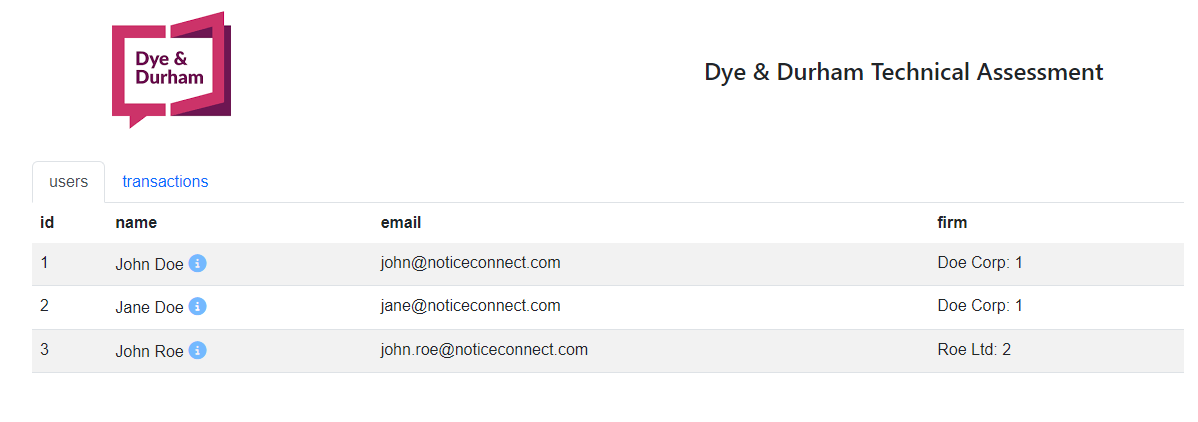 Dye &
Durham
Dye & Durham Technical Assessment
users transactions
id name email firm
1 John Doe john@noticeconnect.com Doe Corp: 1
2 Jane Doe jane@noticeconnect.com Doe Corp: 1
3 John Roe john.roe@noticeconnect.com Roe Ltd: 2